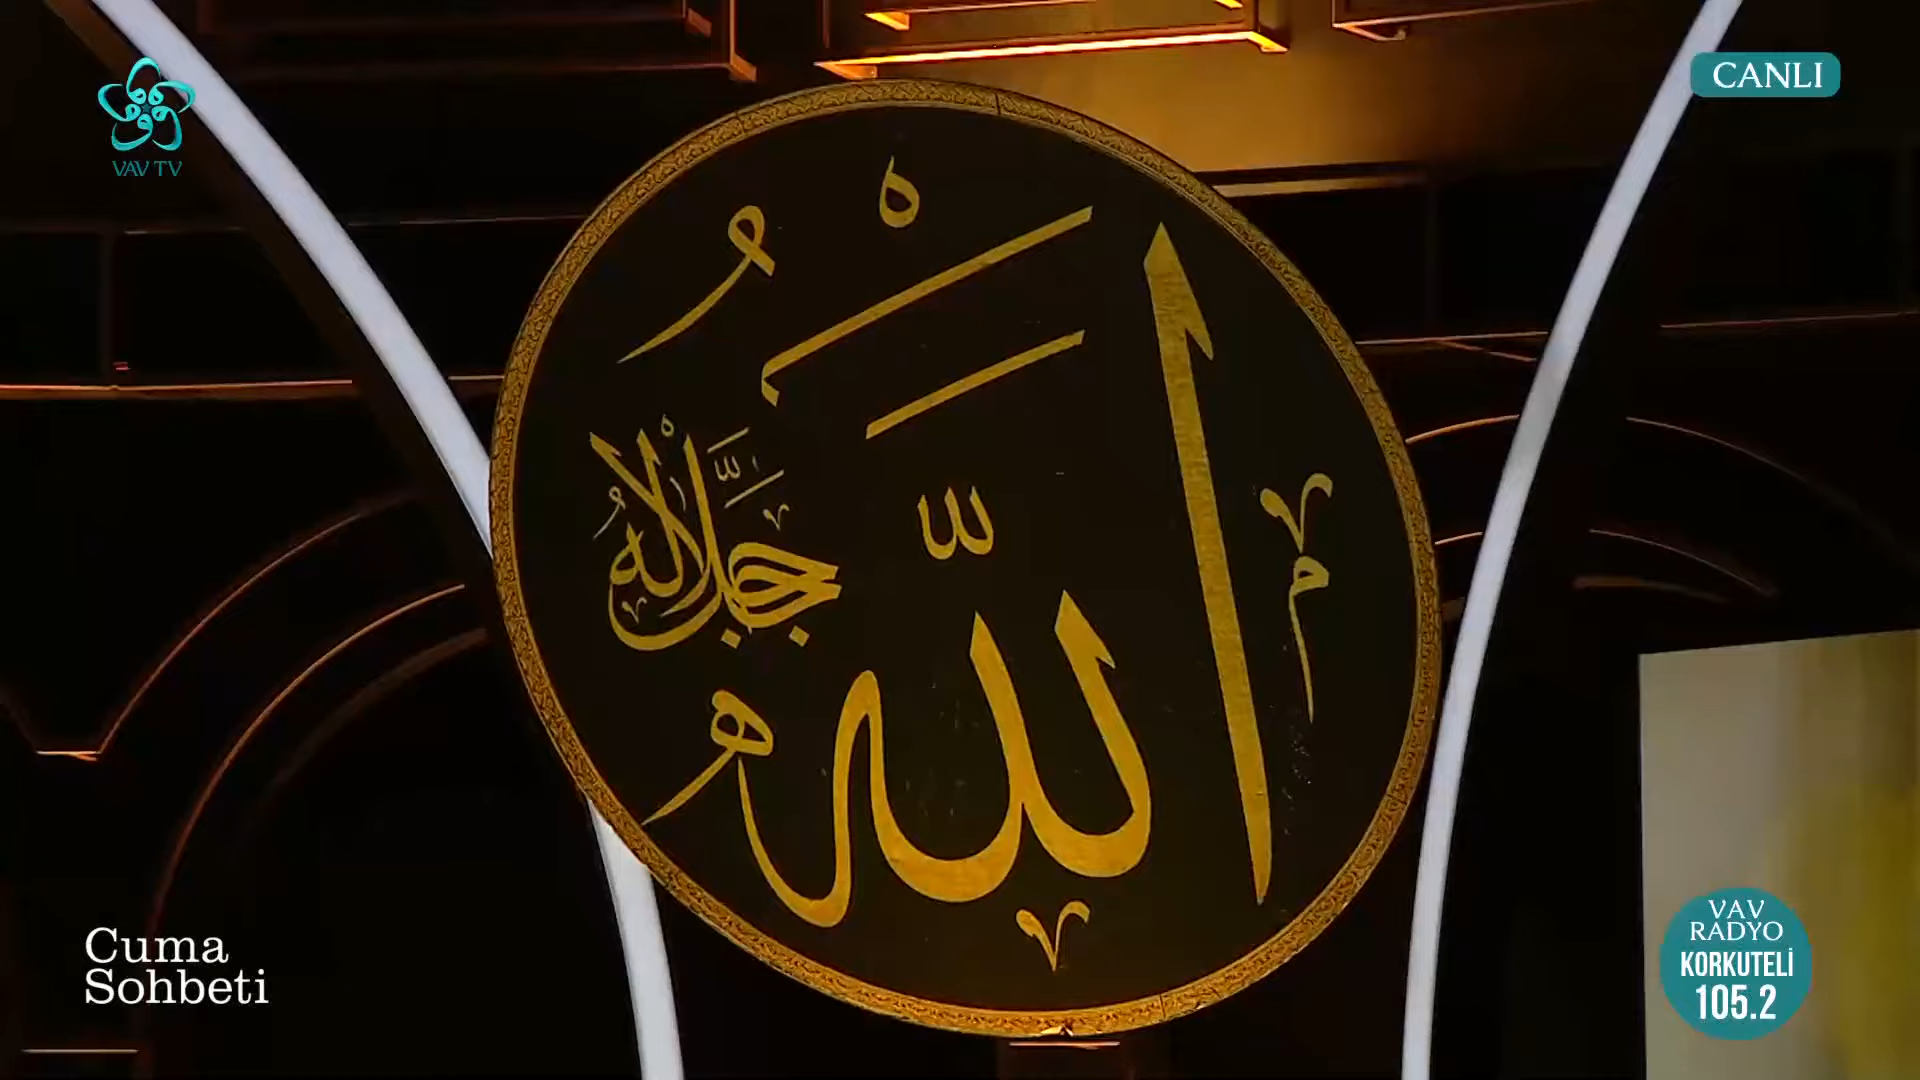 VAV TV
CANLI
الله
جل جلاله
Cuma
Sohbeti
VAV
RADYO
KORKUTELİ
105.2